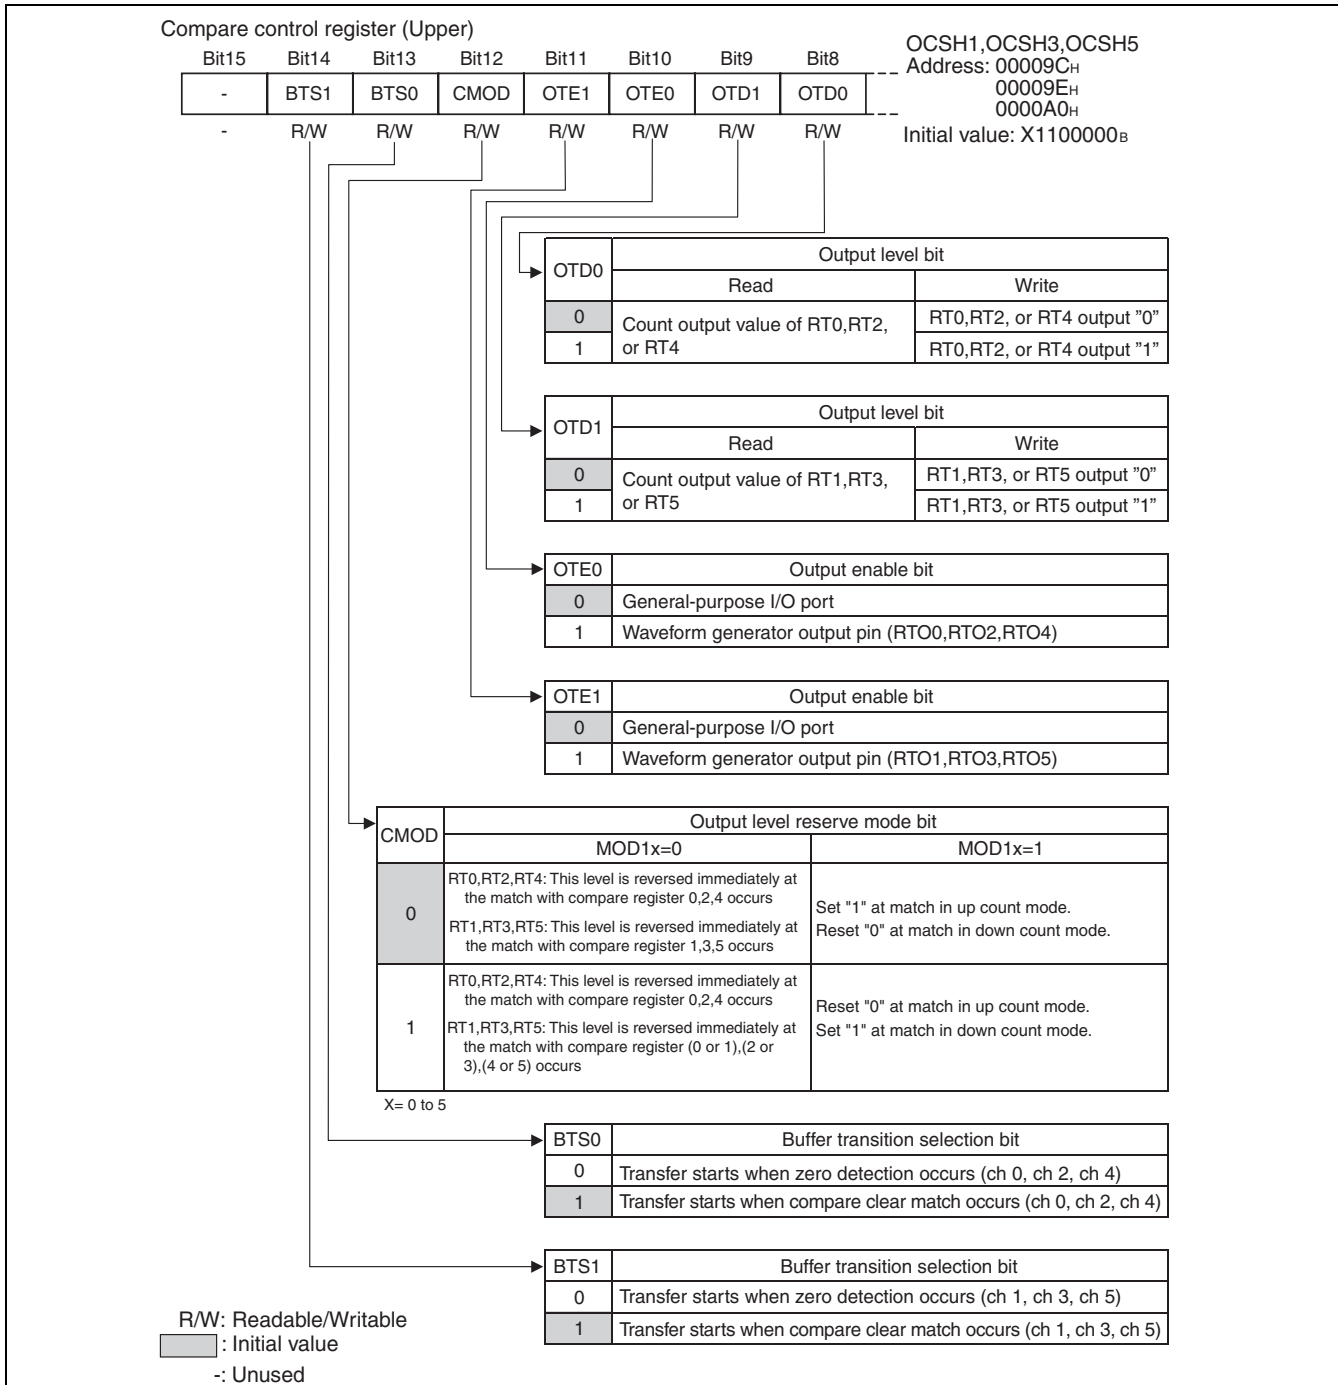 Compare control register (Upper)
OCSH1,OCSH3,OCSH5
Bit15 Bit14 Bit13 Bit12 Bit11 Bit10 Bit9 Bit8
Address: 00009CH
- BTS1 BTS0 CMOD OTE1 OTE0 OTD1 OTD0
00009EH
0000A0H
- R/W R/W R/W R/W R/W R/W R/W
Initial value: X1100000B
OTD0 Output level bit
Read Write
0 Count output value of RT0,RT2, RT0,RT2, or RT4 output ”0”
1 or RT4 RT0,RT2, or RT4 output ”1”
OTD1 Output level bit
Read Write
0 Count output value of RT1,RT3, RT1,RT3, or RT5 output ”0”
1 or RT5 RT1,RT3, or RT5 output ”1”
OTE0 Output enable bit
0 General-purpose I/O port
1 Waveform generator output pin (RTO0,RTO2,RTO4)
OTE1 Output enable bit
0 General-purpose I/O port
1 Waveform generator output pin (RTO1,RTO3,RTO5)
CMOD Output level reserve mode bit
MOD1x=0 MOD1x=1
0
RT0,RT2,RT4: This level is reversed immediately at
the match with compare register 0,2,4 occurs
RT1,RT3,RT5: This level is reversed immediately at
the match with compare register 1,3,5 occurs
Set "1" at match in up count mode.
Reset "0" at match in down count mode.
1
RT0,RT2,RT4: This level is reversed immediately at
the match with compare register 0,2,4 occurs
RT1,RT3,RT5: This level is reversed immediately at
the match with compare register (0 or 1),(2 or
3),(4 or 5) occurs
Reset "0" at match in up count mode.
Set "1" at match in down count mode.
X= 0 to 5
BTS0 Buffer transition selection bit
0 Transfer starts when zero detection occurs (ch 0, ch 2, ch 4)
1 Transfer starts when compare clear match occurs (ch 0, ch 2, ch 4)
BTS1 Buffer transition selection bit
0 Transfer starts when zero detection occurs (ch 1, ch 3, ch 5)
1 Transfer starts when compare clear match occurs (ch 1, ch 3, ch 5)
R/W: Readable/Writable
: Initial value
-: Unused